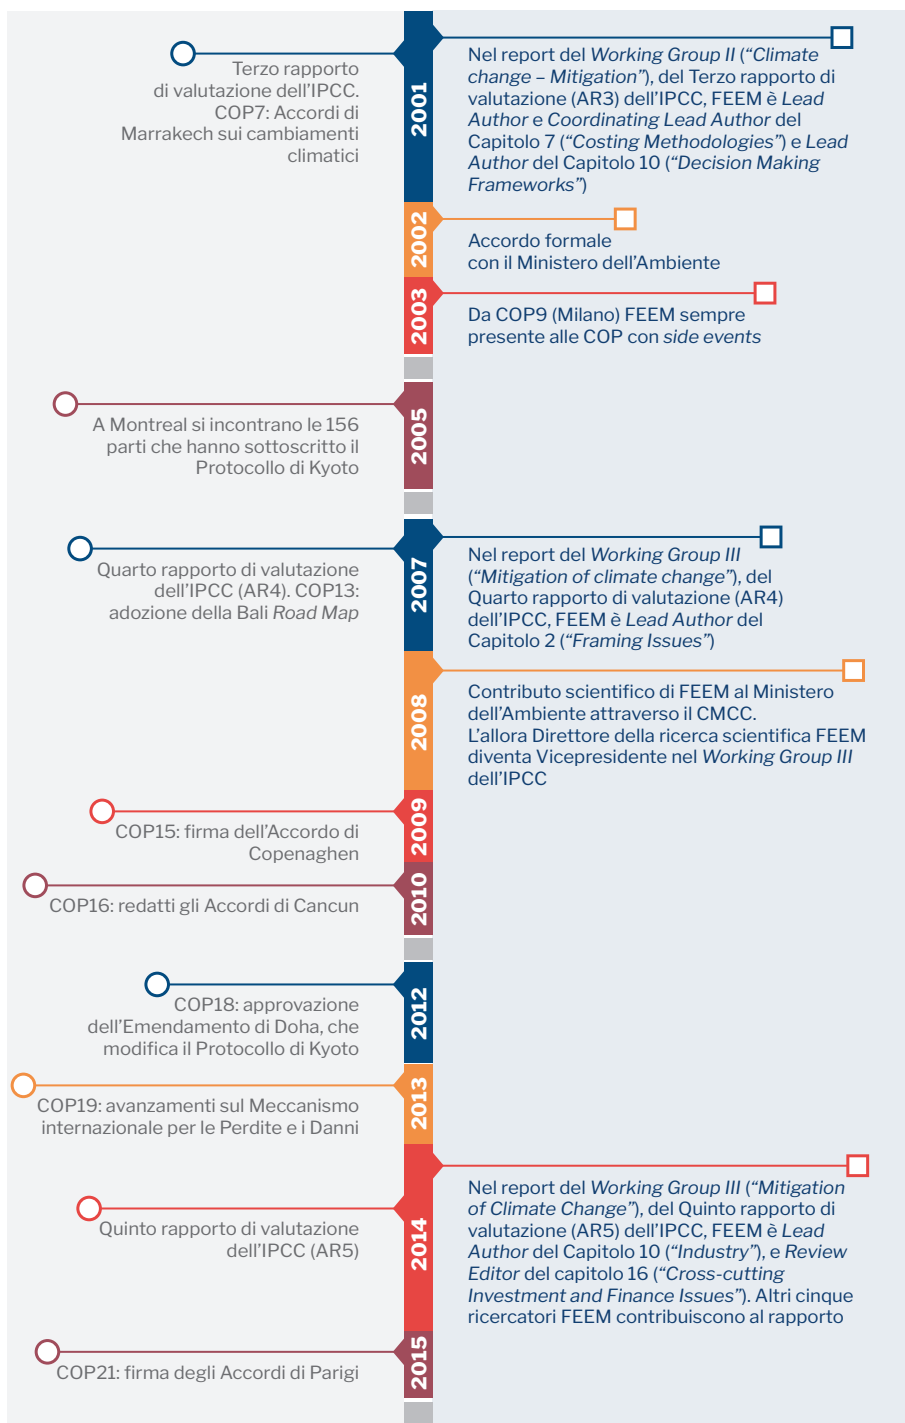 2001
Terzo rapporto
di valutazione dell'IPCC.
COP7: Accordi di
Marrakech sui cambiamenti
climatici
Nel report del Working Group II (“Climate
change – Mitigation”), del Terzo rapporto di
valutazione (AR3) dell'IPCC, FEEM è Lead
Author e Coordinating Lead Author del
Capitolo 7 (“Costing Methodologies”) e Lead
Author del Capitolo 10 (“Decision Making
Frameworks”)
2002
Accordo formale
con il Ministero dell'Ambiente
2003
Da COP9 (Milano) FEEM sempre
presente alle COP con side events
2005
A Montreal si incontrano le 156
parti che hanno sottoscritto il
Protocollo di Kyoto
2007
Quarto rapporto di valutazione
dell'IPCC (AR4). COP13:
adozione della Bali Road Map
Nel report del Working Group III
(“Mitigation of climate change”), del
Quarto rapporto di valutazione (AR4)
dell'IPCC, FEEM è Lead Author del
Capitolo 2 (“Framing Issues”)
2008
Contributo scientifico di FEEM al Ministero
dell'Ambiente attraverso il CMCC.
L'allora Direttore della ricerca scientifica FEEM
diventa Vicepresidente nel Working Group III
dell'IPCC
2009
COP15: firma dell'Accordo di
Copenaghen
2010
COP16: redatti gli Accordi di Cancun
2012
COP18: approvazione
dell'Emendamento di Doha, che
modifica il Protocollo di Kyoto
2013
COP19: avanzamenti sul Meccanismo
internazionale per le Perdite e i Danni
2014
Quinto rapporto di valutazione
dell'IPCC (AR5)
Nel report del Working Group III (“Mitigation
of Climate Change”), del Quinto rapporto di
valutazione (AR5) dell'IPCC, FEEM è Lead
Author del Capitolo 10 (“Industry”), e Review
Editor del capitolo 16 (“Cross-cutting
Investment and Finance Issues”). Altri cinque
ricercatori FEEM contribuiscono al rapporto
2015
COP21: firma degli Accordi di Parigi